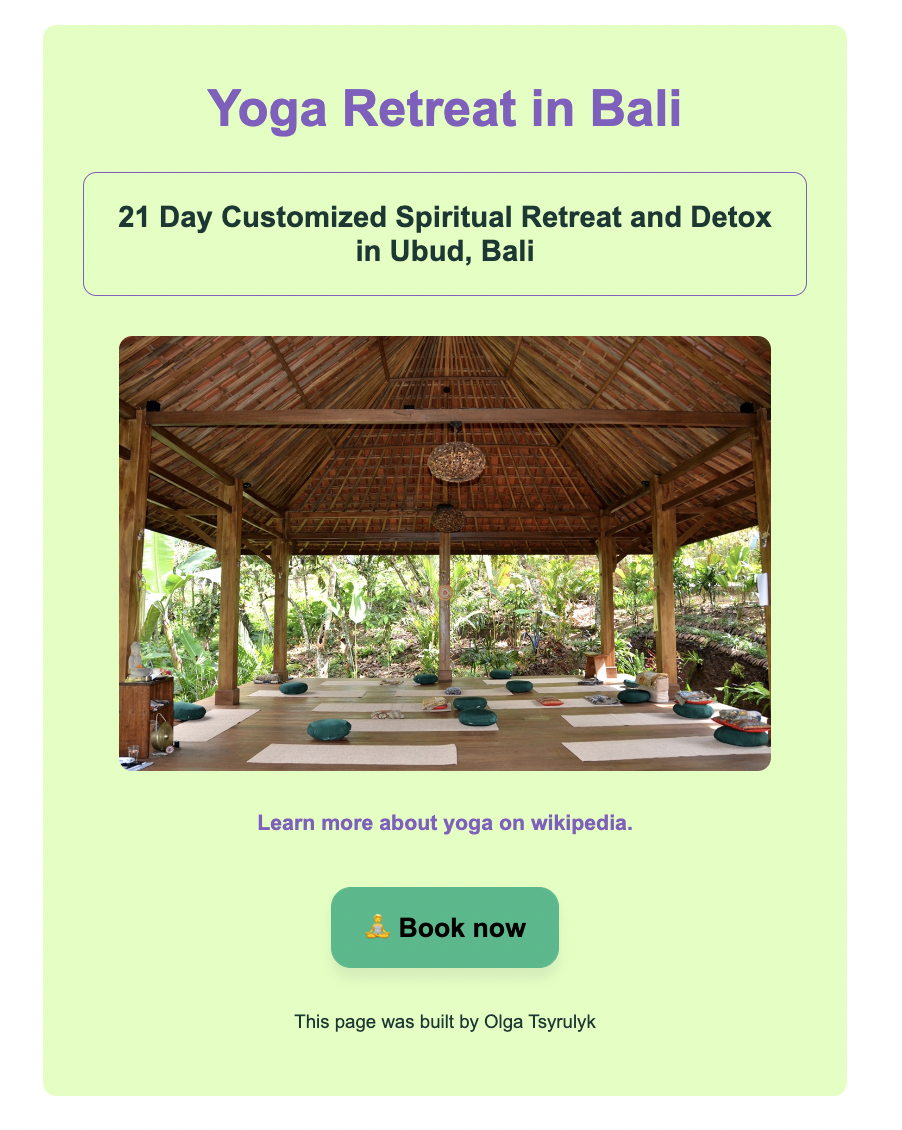 Yoga Retreat in Bali
21 Day Customized Spiritual Retreat and Detox
in Ubud, Bali
Learn more about yoga on wikipedia.
🧘 Book now
This page was built by Olga Tsyrulyk